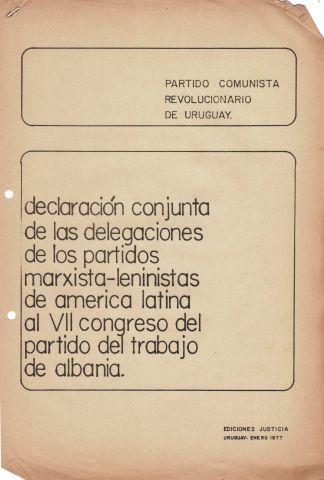 PARTIDO COMUNISTA
REVOLUCIONARIO
DE URUGUAY.
declaración conjunta
de las delegaciones
de los partidos
marxista-leninistas
de america latina
al VII congreso del
partido del trabajo
de albania.
EDICIONES JUSTICIA
URUGUAY- ENERO 1977